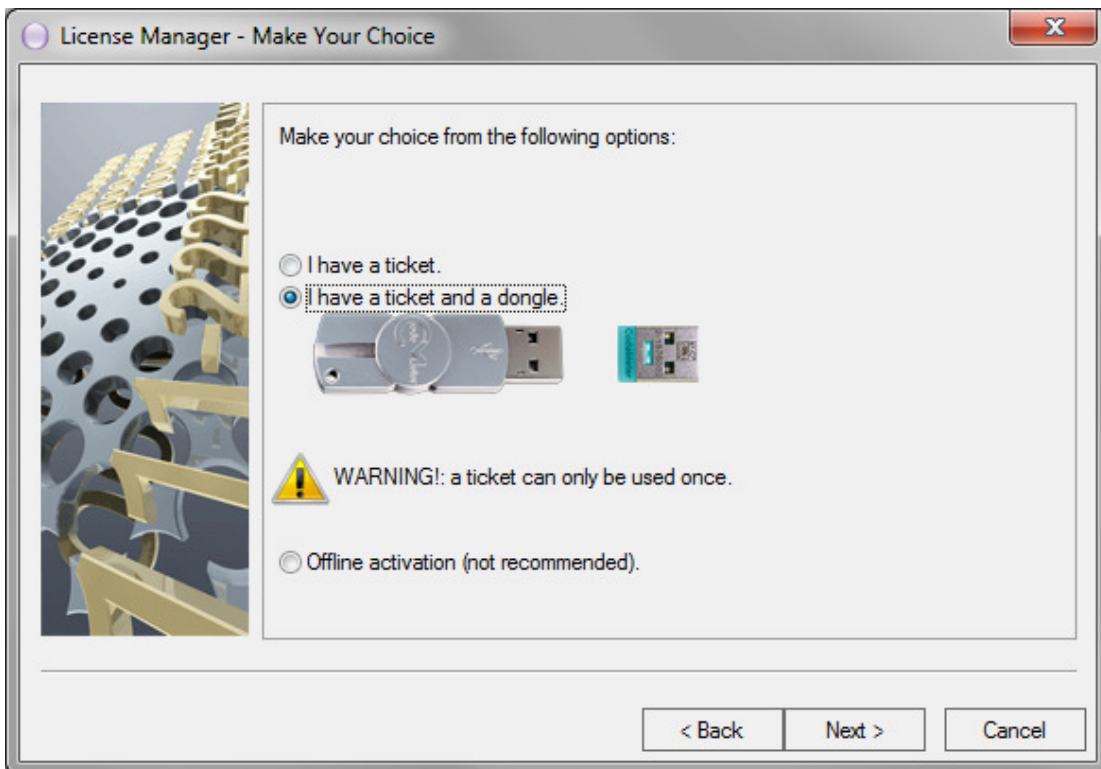 License Manager - Make Your Choice
Make your choice from the following options:
I have a ticket.
I have a ticket and a dongle.
WARNING!: a ticket can only be used once.
Offline activation (not recommended).
< Back
Next >
Cancel